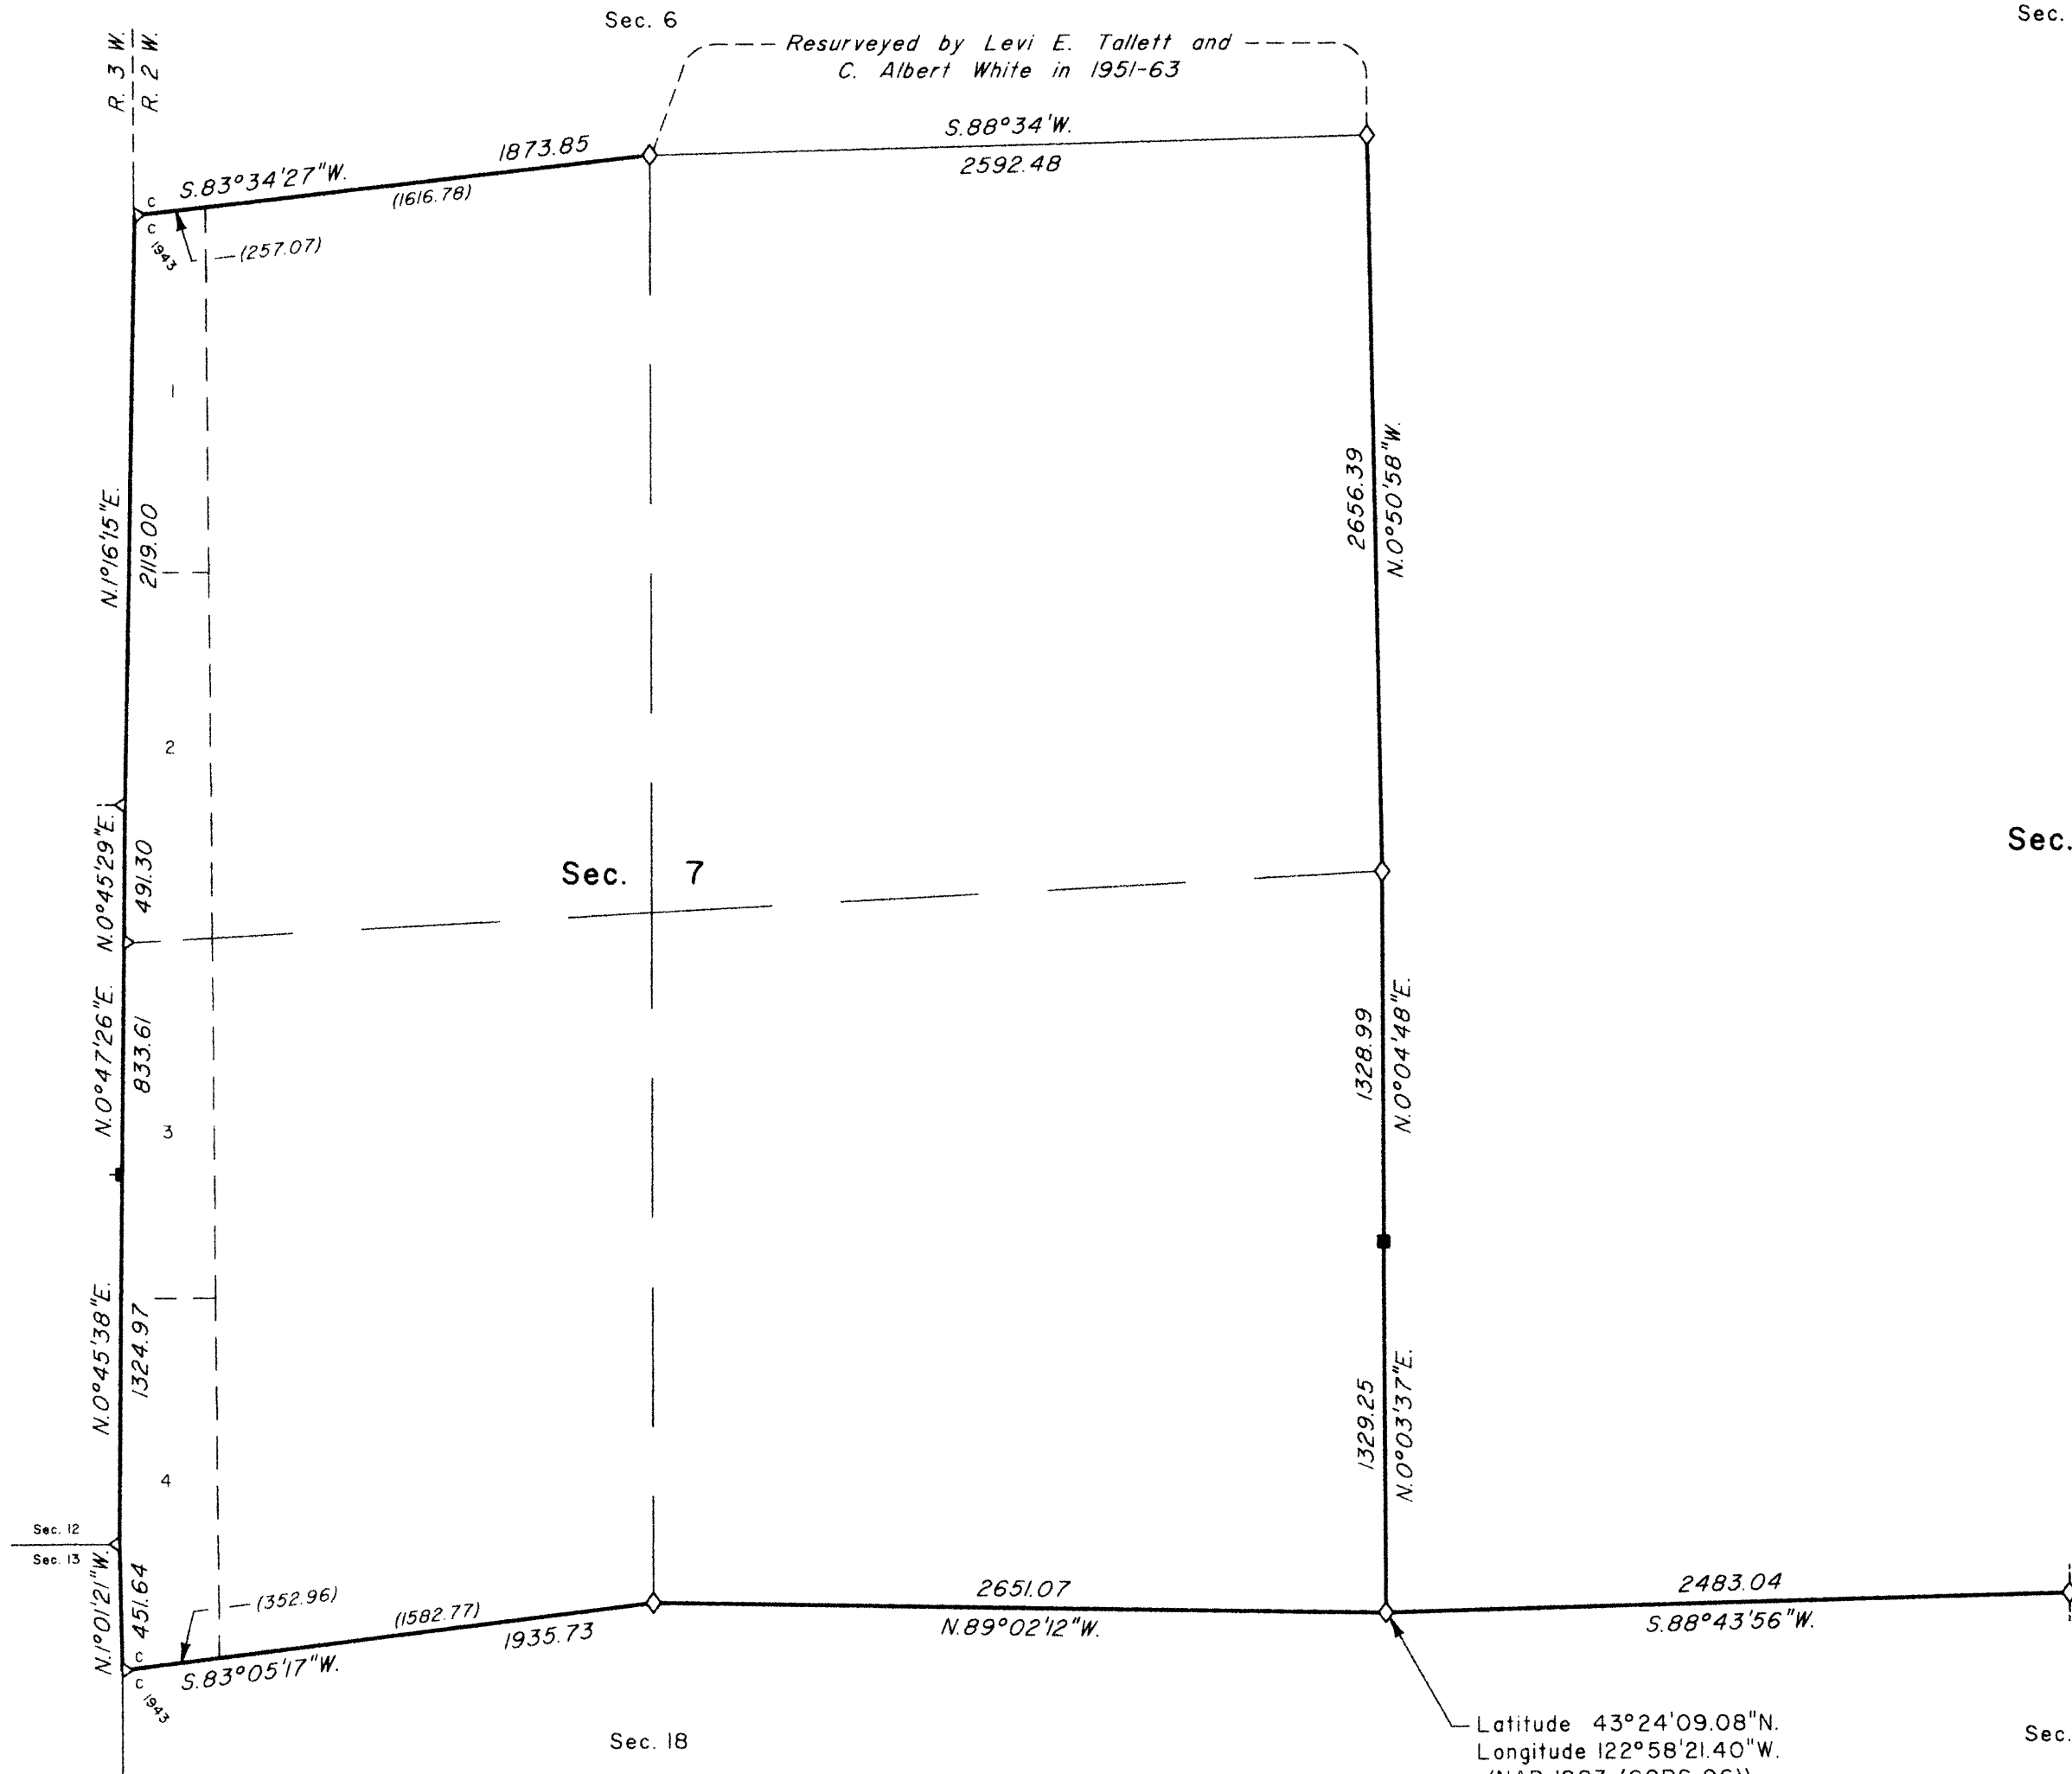 Sec. 6
Sec.
R. 3 W.
R. 2 W.
Resurveyed by Levi E. Tallett and
C. Albert White in 1951-63
S.88°34'W.
2592.48
1873.85
S.83°34'27"W.
(1616.78)
C
C
1943
(257.07)
1
N.1°16'15"E.
2119.00
2656.39
N.0°50'58"W.
2
N.0°45'29"E.
491.30
Sec. 7
Sec.
N.0°47'26"E.
833.61
3
1328.99
N.0°04'48"E.
N.0°45'38"E.
1324.97
4
1329.25
N.0°03'37"E.
Sec. 12
Sec. 13
N.1°01'21"W.
451.64
C
C
1943
(352.96)
(1582.77)
1935.73
S.83°05'17"W.
2651.07
N.89°02'12"W.
2483.04
S.88°43'56"W.
Sec. 18
Latitude 43°24'09.08"N.
Longitude 122°58'21.40"W.
Sec.